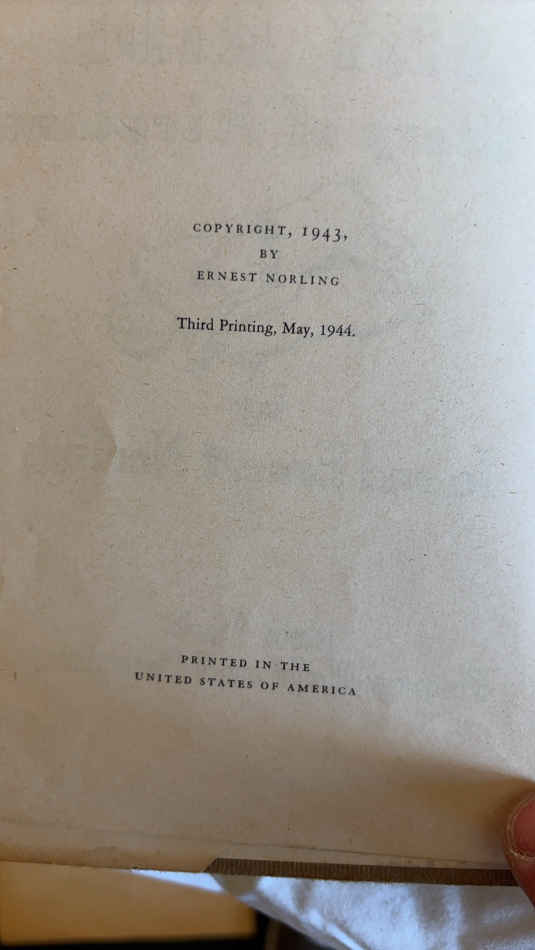 COPYRIGHT, 1943,
BY
ERNEST NORLING
Third Printing, May, 1944.
PRINTED IN THE
UNITED STATES OF AMERICA